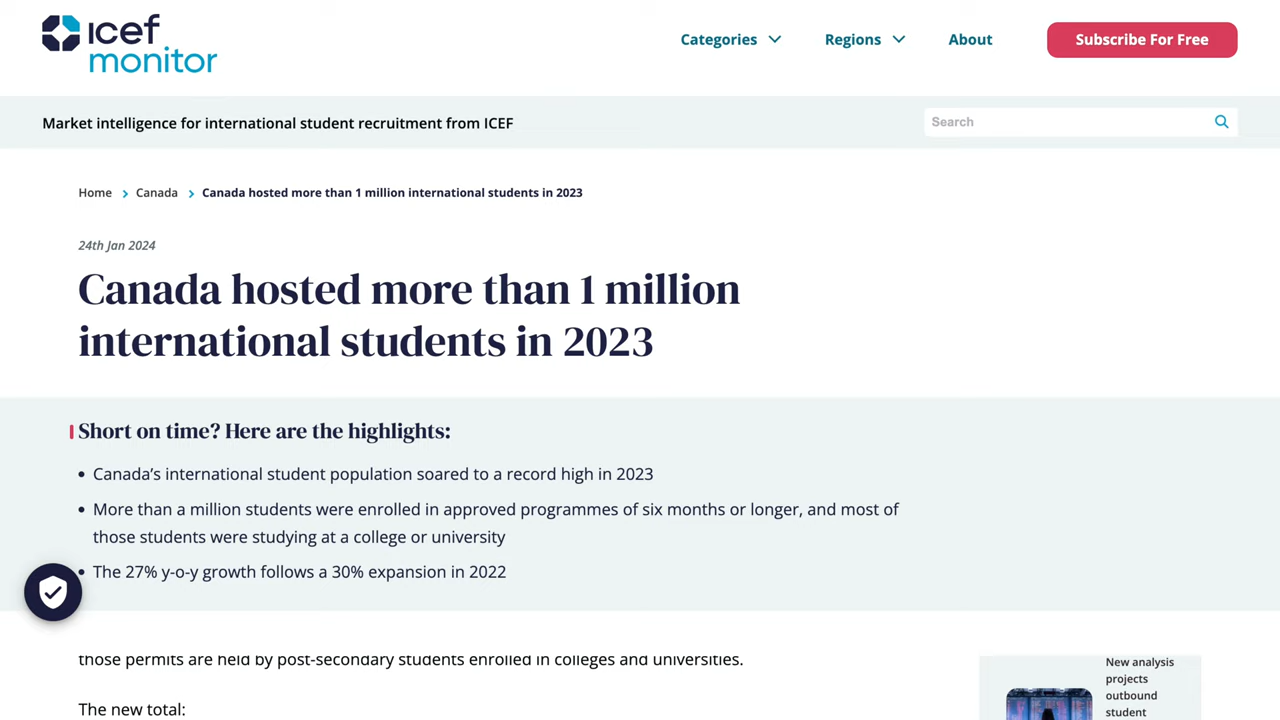 icef
monitor
Categories
Regions
About
Subscribe For Free
Market intelligence for international student recruitment from ICEF
Search
Home
Canada
Canada hosted more than 1 million international students in 2023
24th Jan 2024
Canada hosted more than 1 million
international students in 2023
Short on time? Here are the highlights:
Canada’s international student population soared to a record high in 2023
More than a million students were enrolled in approved programmes of six months or longer, and most of
those students were studying at a college or university
The 27% y-o-y growth follows a 30% expansion in 2022
those permits are held by post-secondary students enrolled in colleges and universities.
The new total:
New analysis
projects
outbound
student